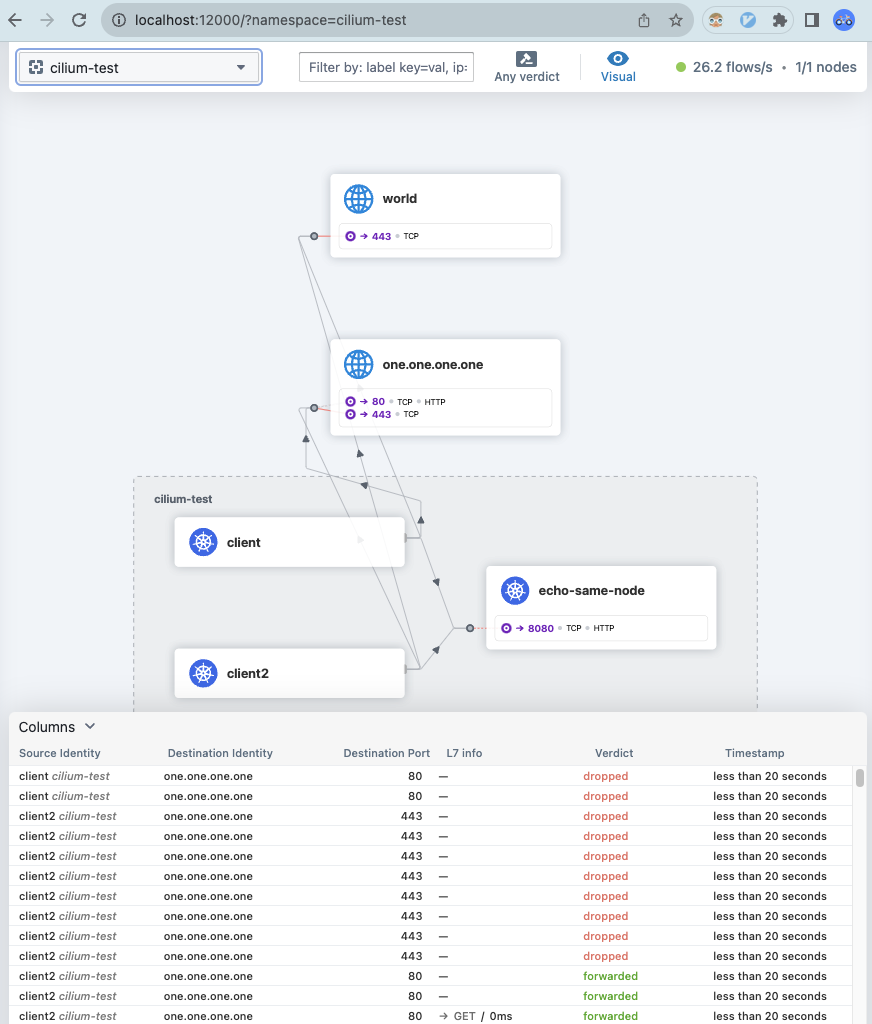 localhost:12000/?namespace=cilium-test
cilium-test
Filter by: label key=val, ip:
Any verdict
Visual
26.2 flows/s • 1/1 nodes
world
→ 443 • TCP
one.one.one.one
→ 80 • TCP • HTTP
→ 443 • TCP
cilium-test
client
echo-same-node
→ 8080 • TCP • HTTP
client2
Columns
Source Identity Destination Identity Destination Port L7 info Verdict Timestamp
client cilium-test one.one.one.one 80 — dropped less than 20 seconds
client cilium-test one.one.one.one 80 — dropped less than 20 seconds
client2 cilium-test one.one.one.one 443 — dropped less than 20 seconds
client2 cilium-test one.one.one.one 443 — dropped less than 20 seconds
client2 cilium-test one.one.one.one 443 — dropped less than 20 seconds
client2 cilium-test one.one.one.one 443 — dropped less than 20 seconds
client2 cilium-test one.one.one.one 443 — dropped less than 20 seconds
client2 cilium-test one.one.one.one 443 — dropped less than 20 seconds
client2 cilium-test one.one.one.one 443 — dropped less than 20 seconds
client2 cilium-test one.one.one.one 443 — dropped less than 20 seconds
client2 cilium-test one.one.one.one 80 — forwarded less than 20 seconds
client2 cilium-test one.one.one.one 80 — forwarded less than 20 seconds
client2 cilium-test one.one.one.one 80 → GET / 0ms forwarded less than 20 seconds